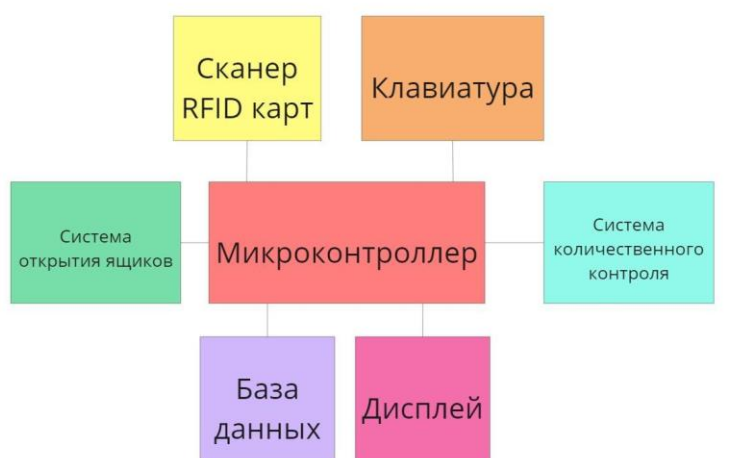 Сканер
RFID карт
Клавиатура
Система
открытия ящиков
Микроконтроллер
Система
количественного
контроля
База
данных
Дисплей